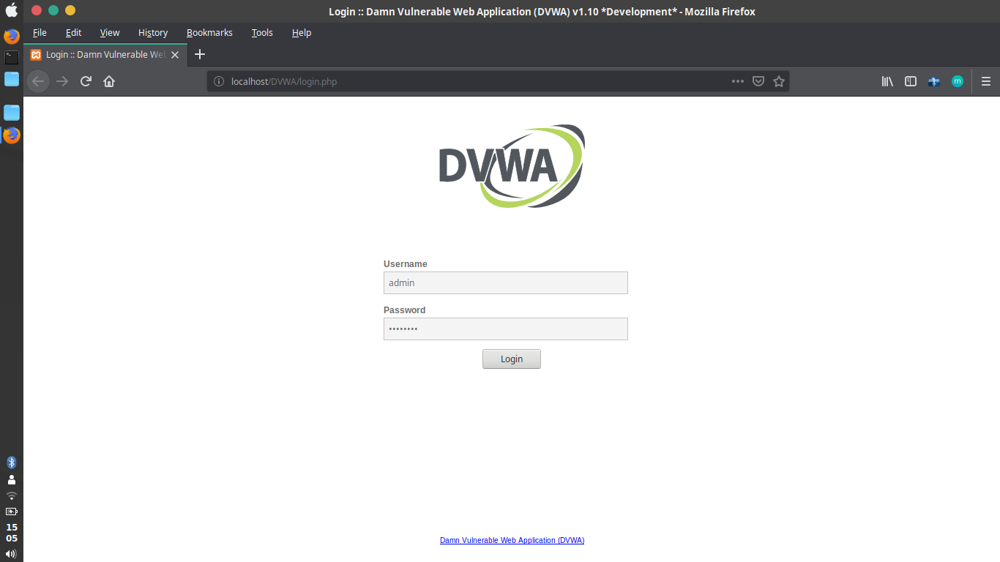 Login :: Damn Vulnerable Web Application (DVWA) v1.10 *Development* - Mozilla Firefox
File Edit View History Bookmarks Tools Help
Login :: Damn Vulnerable We
localhost/DVWA/login.php
m
DVWA
Username
admin
Password
••••••••
Login
15
05
Damn Vulnerable Web Application (DVWA)